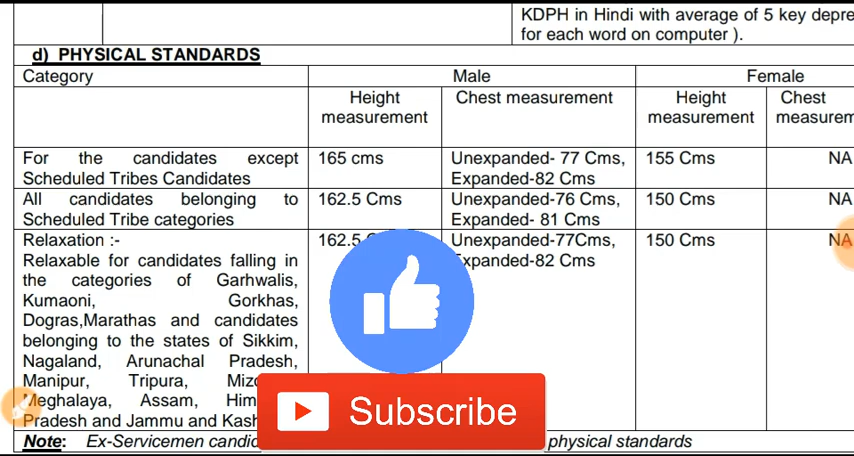 KDPH in Hindi with average of 5 key depre
for each word on computer ).
d) PHYSICAL STANDARDS
Category
Male
Female
Height measurement
Chest measurement
Height measurement
Chest measurem
For the candidates except
Scheduled Tribes Candidates
165 cms
Unexpanded- 77 Cms,
Expanded-82 Cms
155 Cms
NA
All candidates belonging to
Scheduled Tribe categories
162.5 Cms
Unexpanded-76 Cms,
Expanded- 81 Cms
150 Cms
NA
Relaxation :-
Relaxable for candidates falling in
the categories of Garhwalis,
Kumaoni, Gorkhas,
Dogras,Marathas and candidates
belonging to the states of Sikkim,
Nagaland, Arunachal Pradesh,
Manipur, Tripura,
Meghalaya, Assam,
Pradesh and Jammu and
162.5
Unexpanded-77Cms,
Expanded-82 Cms
150 Cms
NA
Subscribe
Note: Ex-Servicemen physical standards